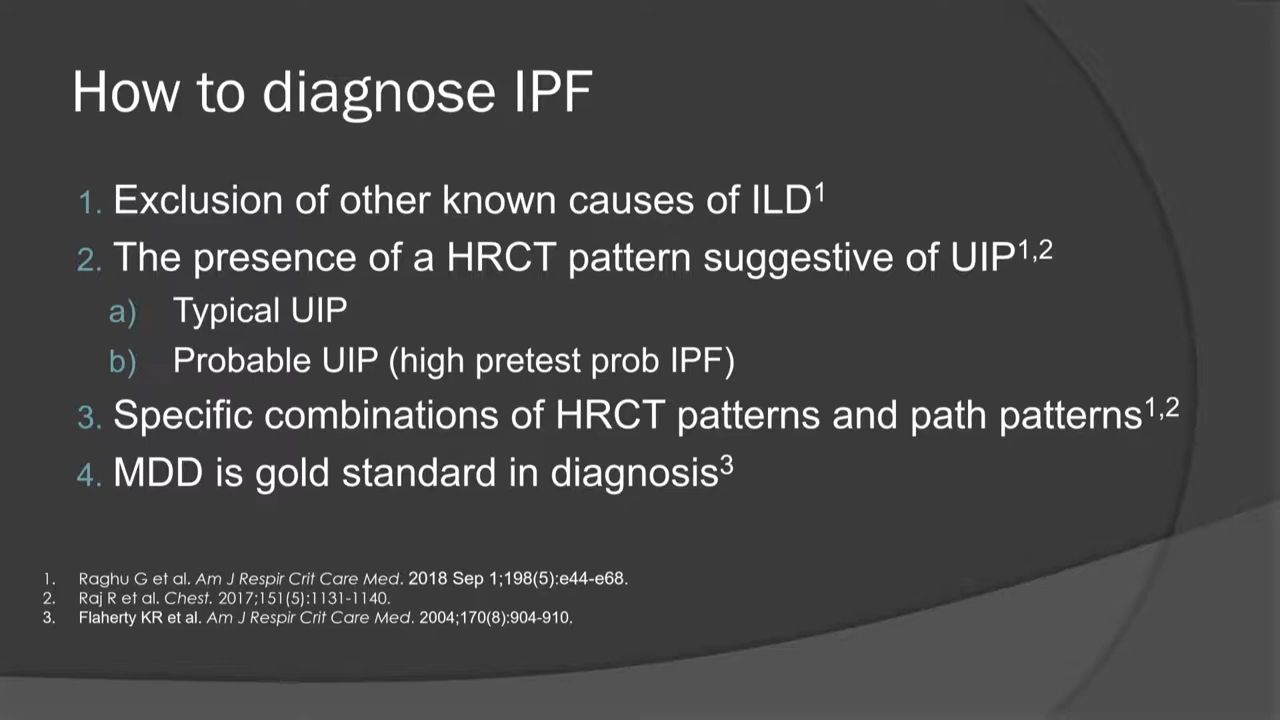 How to diagnose IPF
1. Exclusion of other known causes of ILD¹
2. The presence of a HRCT pattern suggestive of UIP¹,²
a) Typical UIP
b) Probable UIP (high pretest prob IPF)
3. Specific combinations of HRCT patterns and path patterns¹,²
4. MDD is gold standard in diagnosis³
1. Raghu G et al. Am J Respir Crit Care Med. 2018 Sep 1;198(5):e44-e68.
2. Raj R et al. Chest. 2017;151(5):1131-1140.
3. Flaherty KR et al. Am J Respir Crit Care Med. 2004;170(8):904-910.